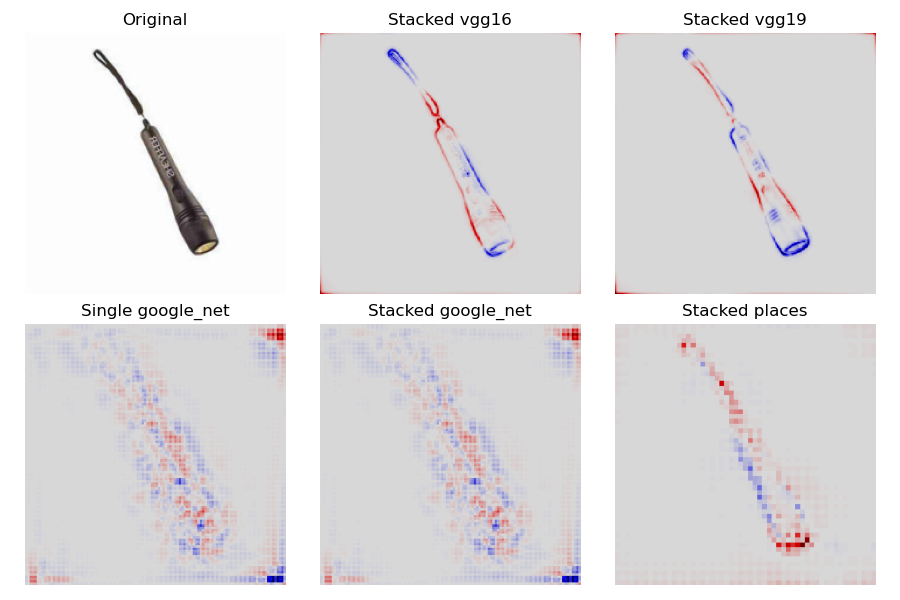 Original
Stacked vgg16
Stacked vgg19
Single google_net
Stacked google_net
Stacked places